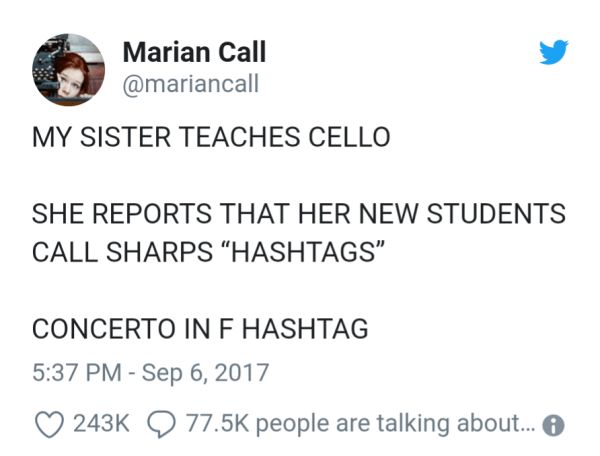 Marian Call
@mariancall
MY SISTER TEACHES CELLO
SHE REPORTS THAT HER NEW STUDENTS
CALL SHARPS “HASHTAGS”
CONCERTO IN F HASHTAG
5:37 PM - Sep 6, 2017
243K 77.5K people are talking about...